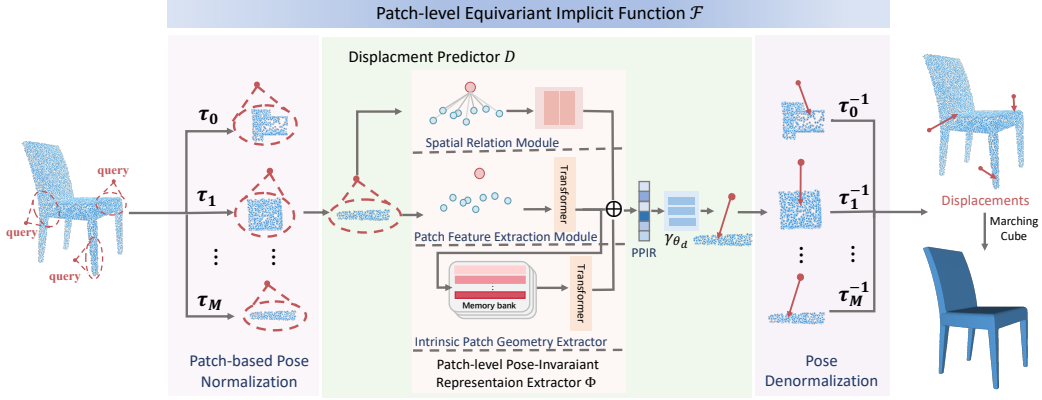 Patch-level Equivariant Implicit Function F
Displacment Predictor D
τ0
τ1
⋮
τM
query
query
query
Patch-based Pose
Normalization
Spatial Relation Module
Transformer
Patch Feature Extraction Module
Memory bank
Transformer
Intrinsic Patch Geometry Extractor
Patch-level Pose-Invaraiant
Representaion Extractor Φ
PPIR
γθd
τ0⁻¹
τ1⁻¹
⋮
τM⁻¹
Pose
Denormalization
Displacements
Marching
Cube